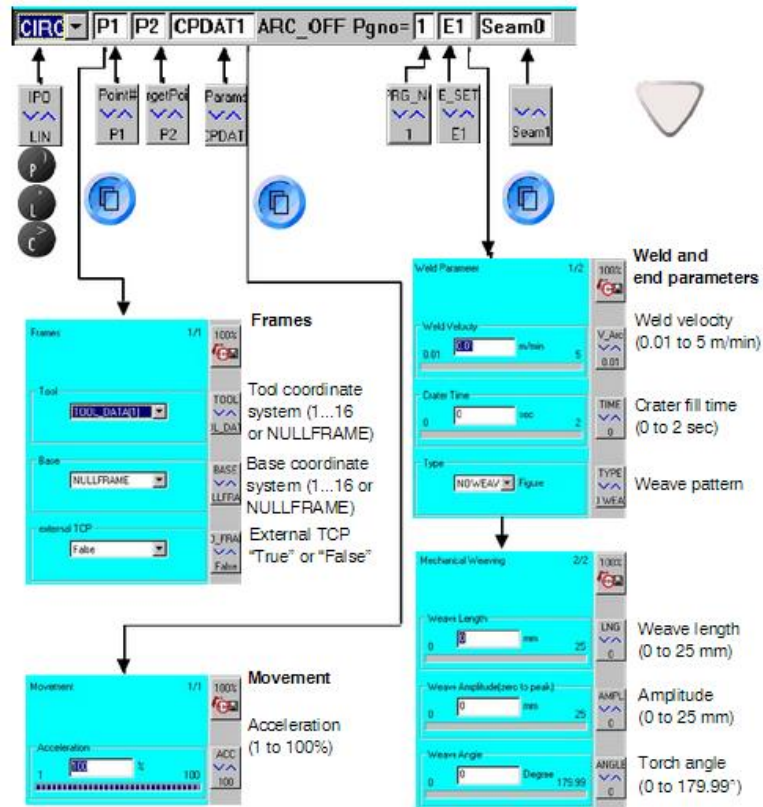 CIRC P1 P2 CPDAT1 ARC_OFF Pgno= 1 E1 Seam0
IPO
LIN
Point#
P1
rgetPoi
P2
Params
CPDAT
PRG_N
1
E_SET
E1
Seam1
P )
L .
C >
Weld and
end parameters
Weld Parameter 1/2
100%
Weld Velocity
0.01 0.0 m/min 5
V_Arc
0.01
Weld velocity
(0.01 to 5 m/min)
Crater Time
0 0 sec 2
TIME
0
Crater fill time
(0 to 2 sec)
Type
NOWEAV Figure
TYPE
Weave pattern
Frames
Frames 1/1
100%
Tool
TOOL_DATA[1]
TOOL
L_DAT
Tool coordinate
system (1...16
or NULLFRAME)
Base
NULLFRAME
BASE
LLFRA
Base coordinate
system (1...16 or
NULLFRAME)
external TCP
False
False
External TCP
“True” or “False”
Mechanical Weaving 2/2
100%
Weave Length
0 0 mm 25
LNG
0
Weave length
(0 to 25 mm)
Weave Amplitude(zero to peak)
0 0 mm 25
AMPL
0
Amplitude
(0 to 25 mm)
Weave Angle
0 0 Degree 179.99
ANGLE
0
Torch angle
(0 to 179.99°)
Movement
Movement 1/1
100%
Acceleration
1 100 % 100
ACC
100
Acceleration
(1 to 100%)